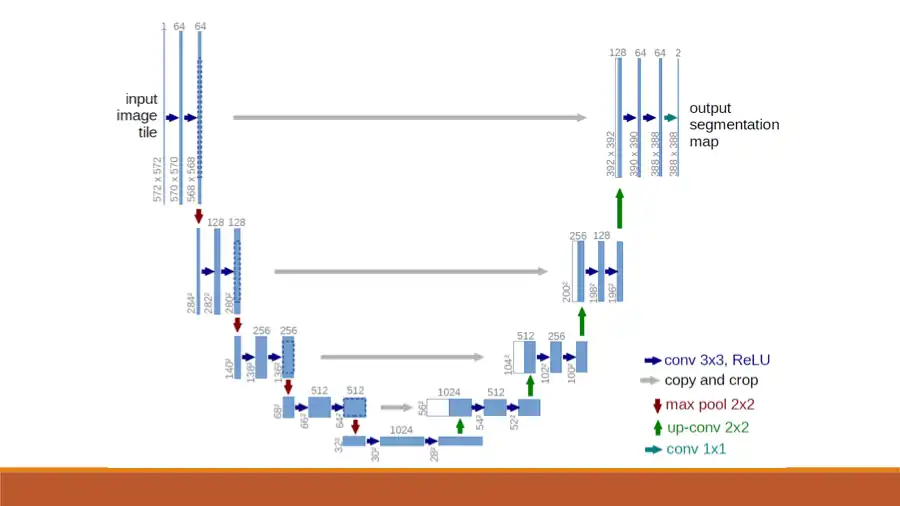 1 64 64
128 64 64 2
input
image
tile
output
segmentation
map
572 x 572
570 x 570
568 x 568
392 x 392
390 x 390
388 x 388
388 x 388
128 128
256 128
284²
282²
280²
200²
198²
196²
256 256
512 256
140²
138²
136²
104²
102²
100²
512 512
1024 512
68²
66²
64²
56²
54²
52²
1024
32²
30²
28²
conv 3x3, ReLU
copy and crop
max pool 2x2
up-conv 2x2
conv 1x1